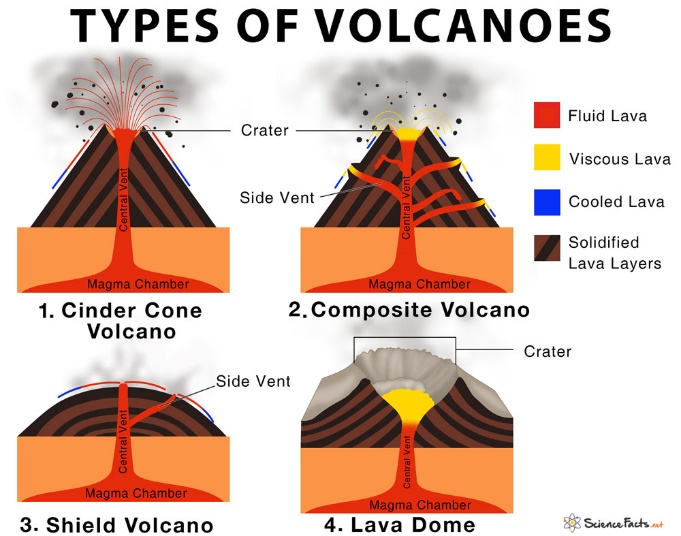 TYPES OF VOLCANOES
Crater
Side Vent
Central Vent
Central Vent
Magma Chamber
Magma Chamber
1. Cinder Cone
Volcano
2. Composite Volcano
Fluid Lava
Viscous Lava
Cooled Lava
Solidified
Lava Layers
Side Vent
Crater
Central Vent
Central Vent
Magma Chamber
Magma Chamber
3. Shield Volcano
4. Lava Dome
ScienceFacts.net